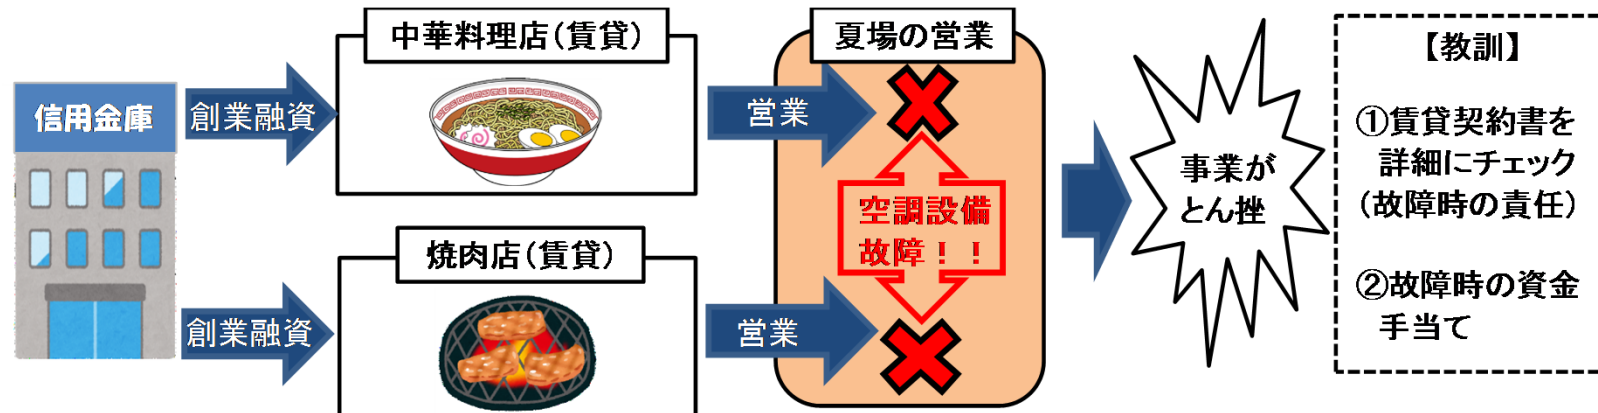 信用金庫
創業融資
中華料理店（賃貸）
営業
創業融資
焼肉店（賃貸）
営業
夏場の営業
空調設備
故障！！
事業が
とん挫
【教訓】
①賃貸契約書を
詳細にチェック
（故障時の責任）
②故障時の資金
手当て